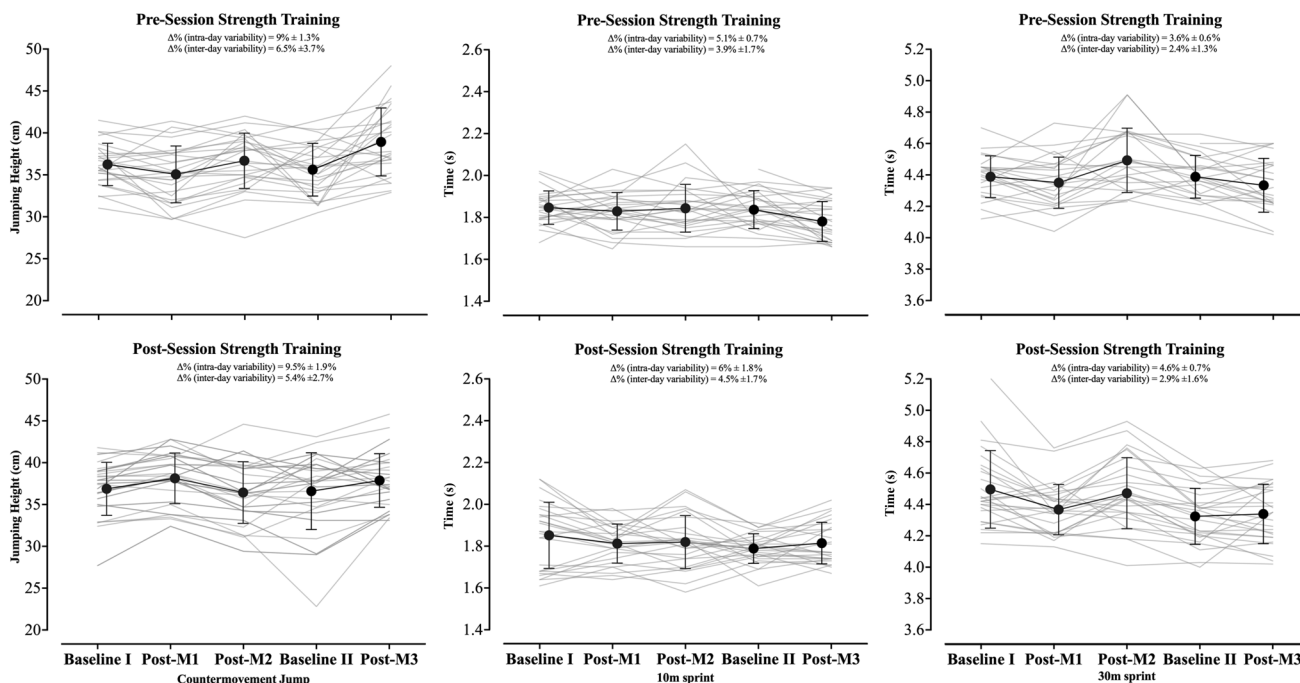 Pre-Session Strength Training
Δ% (intra-day variability) = 9% ± 1.3%
Δ% (inter-day variability) = 6.5% ±3.7%
Jumping Height (cm)
50
45
40
35
30
25
20
Pre-Session Strength Training
Δ% (intra-day variability) = 5.1% ± 0.7%
Δ% (inter-day variability) = 3.9% ±1.7%
Time (s)
2.6
2.4
2.2
2.0
1.8
1.6
1.4
Pre-Session Strength Training
Δ% (intra-day variability) = 3.6% ± 0.6%
Δ% (inter-day variability) = 2.4% ±1.3%
Time (s)
5.2
5.0
4.8
4.6
4.4
4.2
4.0
3.8
3.6
Post-Session Strength Training
Δ% (intra-day variability) = 9.5% ± 1.9%
Δ% (inter-day variability) = 5.4% ±2.7%
Jumping Height (cm)
50
45
40
35
30
25
20
Baseline I Post-M1 Post-M2 Baseline II Post-M3
Countermovement Jump
Post-Session Strength Training
Δ% (intra-day variability) = 6% ± 1.8%
Δ% (inter-day variability) = 4.5% ±1.7%
Time (s)
2.6
2.4
2.2
2.0
1.8
1.6
1.4
Baseline I Post-M1 Post-M2 Baseline II Post-M3
10m sprint
Post-Session Strength Training
Δ% (intra-day variability) = 4.6% ± 0.7%
Δ% (inter-day variability) = 2.9% ±1.6%
Time (s)
5.2
5.0
4.8
4.6
4.4
4.2
4.0
3.8
3.6
Baseline I Post-M1 Post-M2 Baseline II Post-M3
30m sprint